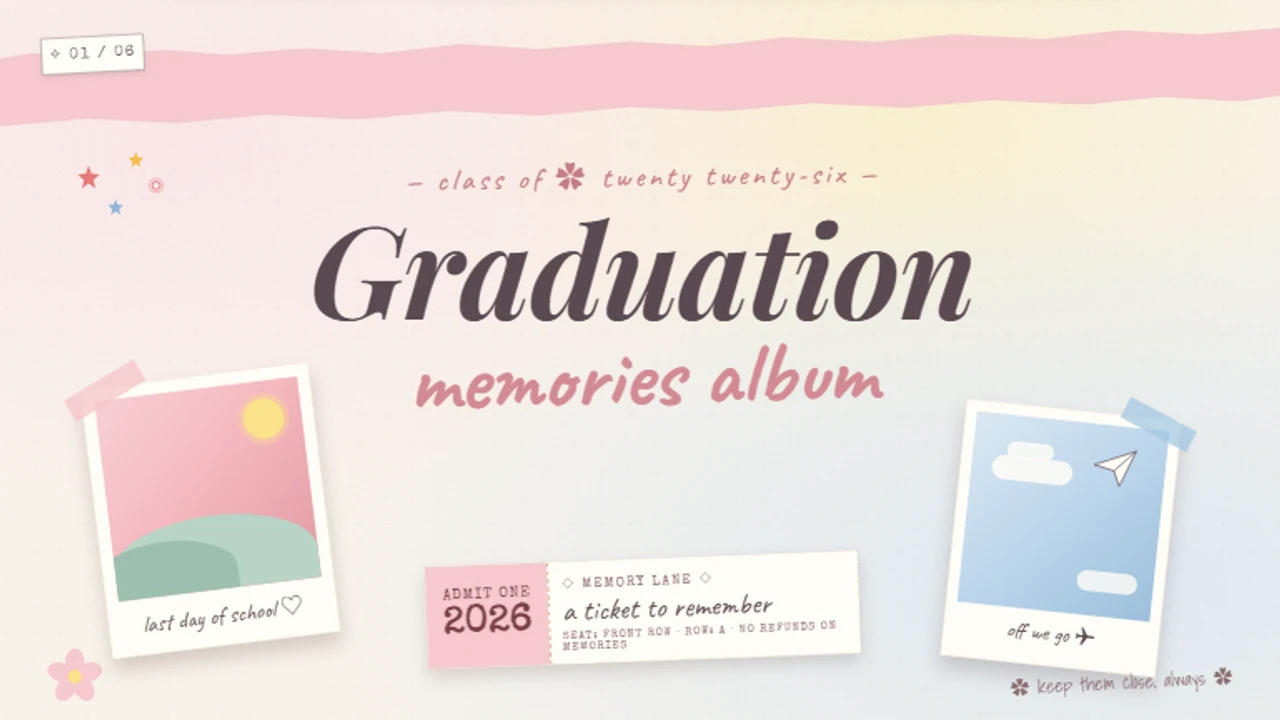 ✧ 01 / 06
– class of ✽ twenty twenty-six –
Graduation
memories album
last day of school ♡
ADMIT ONE
2026
◇ MEMORY LANE ◇
a ticket to remember
SEAT: FRONT ROW · ROW: A · NO REFUNDS ON
MEMORIES
off we go ✈
✽ keep them close, always ✽